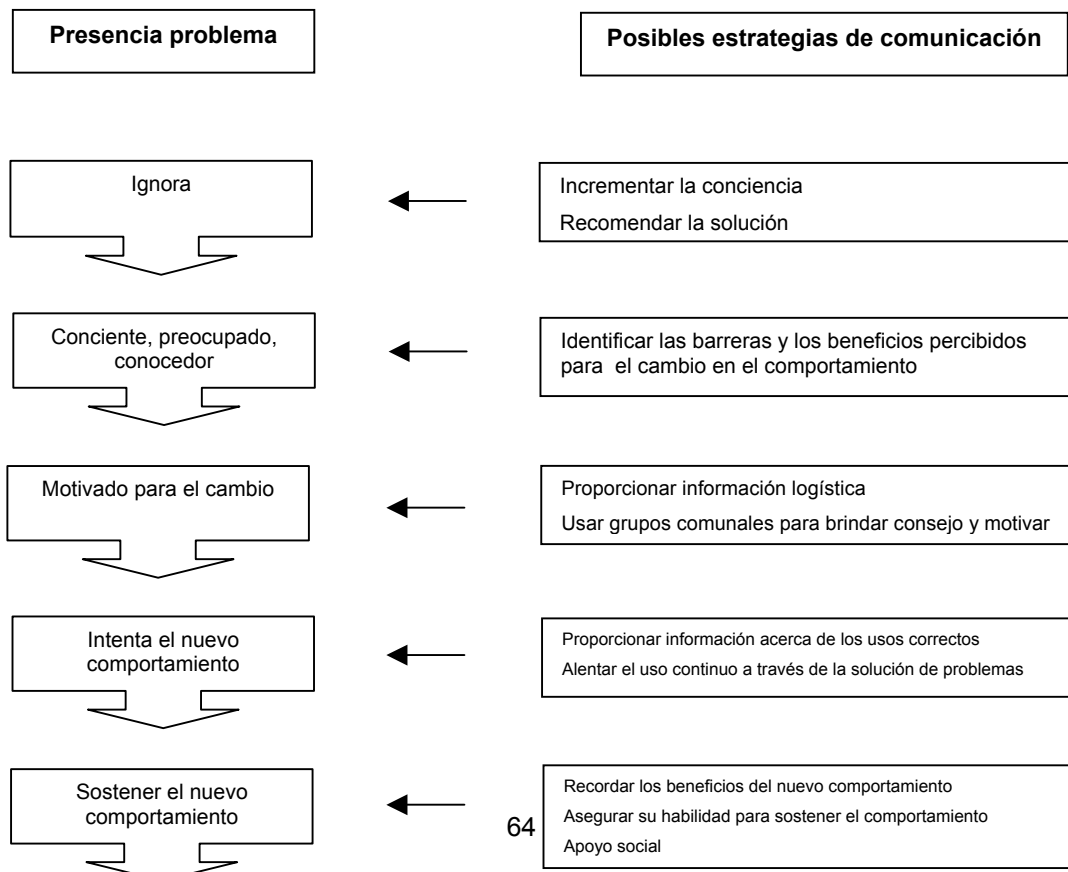 Presencia problema
Posibles estrategias de comunicación
Ignora
Incrementar la conciencia
Recomendar la solución
Conciente, preocupado,
conocedor
Identificar las barreras y los beneficios percibidos
para el cambio en el comportamiento
Motivado para el cambio
Proporcionar información logística
Usar grupos comunales para brindar consejo y motivar
Intenta el nuevo
comportamiento
Proporcionar información acerca de los usos correctos
Alentar el uso continuo a través de la solución de problemas
Sostener el nuevo
comportamiento
Recordar los beneficios del nuevo comportamiento
Asegurar su habilidad para sostener el comportamiento
Apoyo social
64